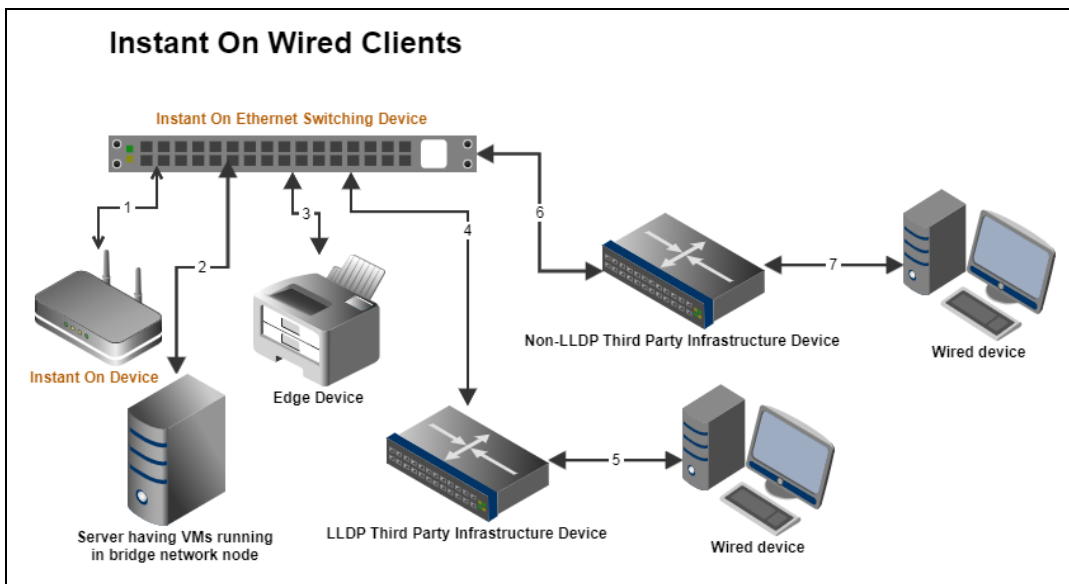 Instant On Wired Clients
Instant On Ethernet Switching Device
1
2
3
4
6
7
Instant On Device
Edge Device
Non-LLDP Third Party Infrastructure Device
Wired device
5
Server having VMs running
in bridge network node
LLDP Third Party Infrastructure Device
Wired device